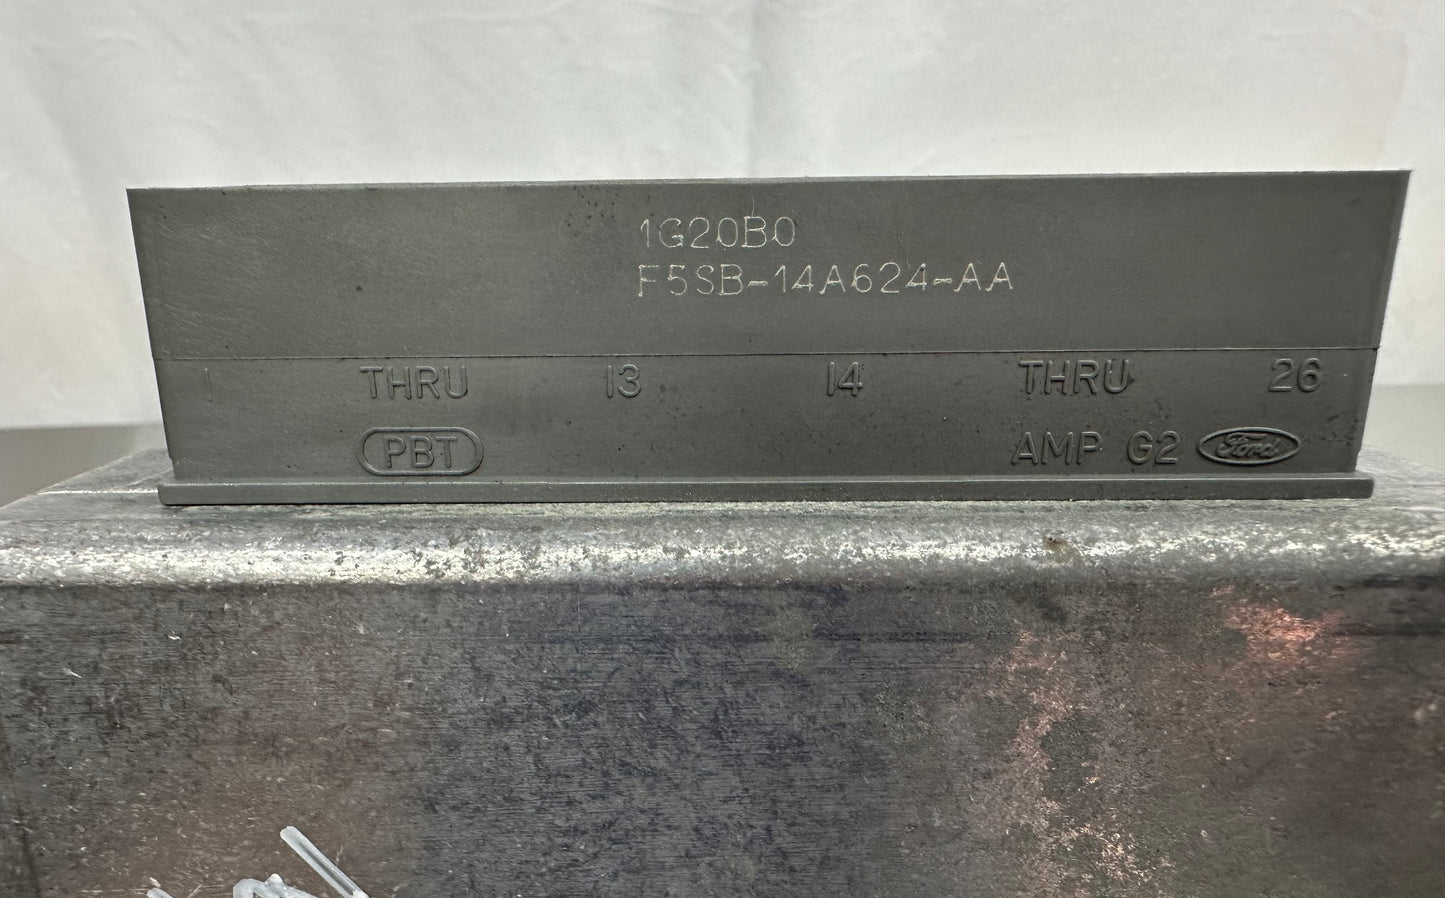 1G20B0
F5SB-14A624-AA
1 THRU 13 14 THRU 26
PBT AMP G2 Ford